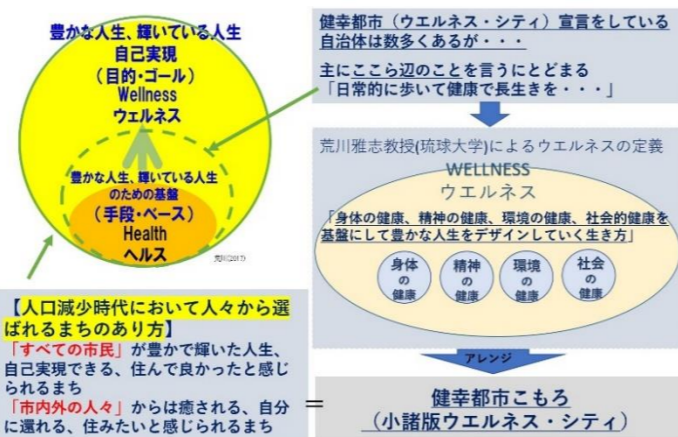 豊かな人生、輝いている人生
自己実現
（目的・ゴール）
Wellness
ウェルネス
豊かな人生、輝いている人生
のための基盤
（手段・ベース）
Health
ヘルス
荒川(2017)
健幸都市（ウエルネス・シティ）宣言をしている
自治体は数多くあるが・・・
主にここら辺のことを言うにとどまる
「日常的に歩いて健康で長生きを・・・」
荒川雅志教授(琉球大学)によるウエルネスの定義
WELLNESS
ウエルネス
「身体の健康、精神の健康、環境の健康、社会的健康を
基盤にして豊かな人生をデザインしていく生き方」
身体
の
健康
精神
の
健康
環境
の
健康
社会
の
健康
アレンジ
【人口減少時代において人々から選
ばれるまちのあり方】
「すべての市民」が豊かで輝いた人生、
自己実現できる、住んで良かったと感じ
られるまち
「市内外の人々」からは癒される、自分
に還れる、住みたいと感じられるまち
＝
健幸都市こもろ
（小諸版ウエルネス・シティ）